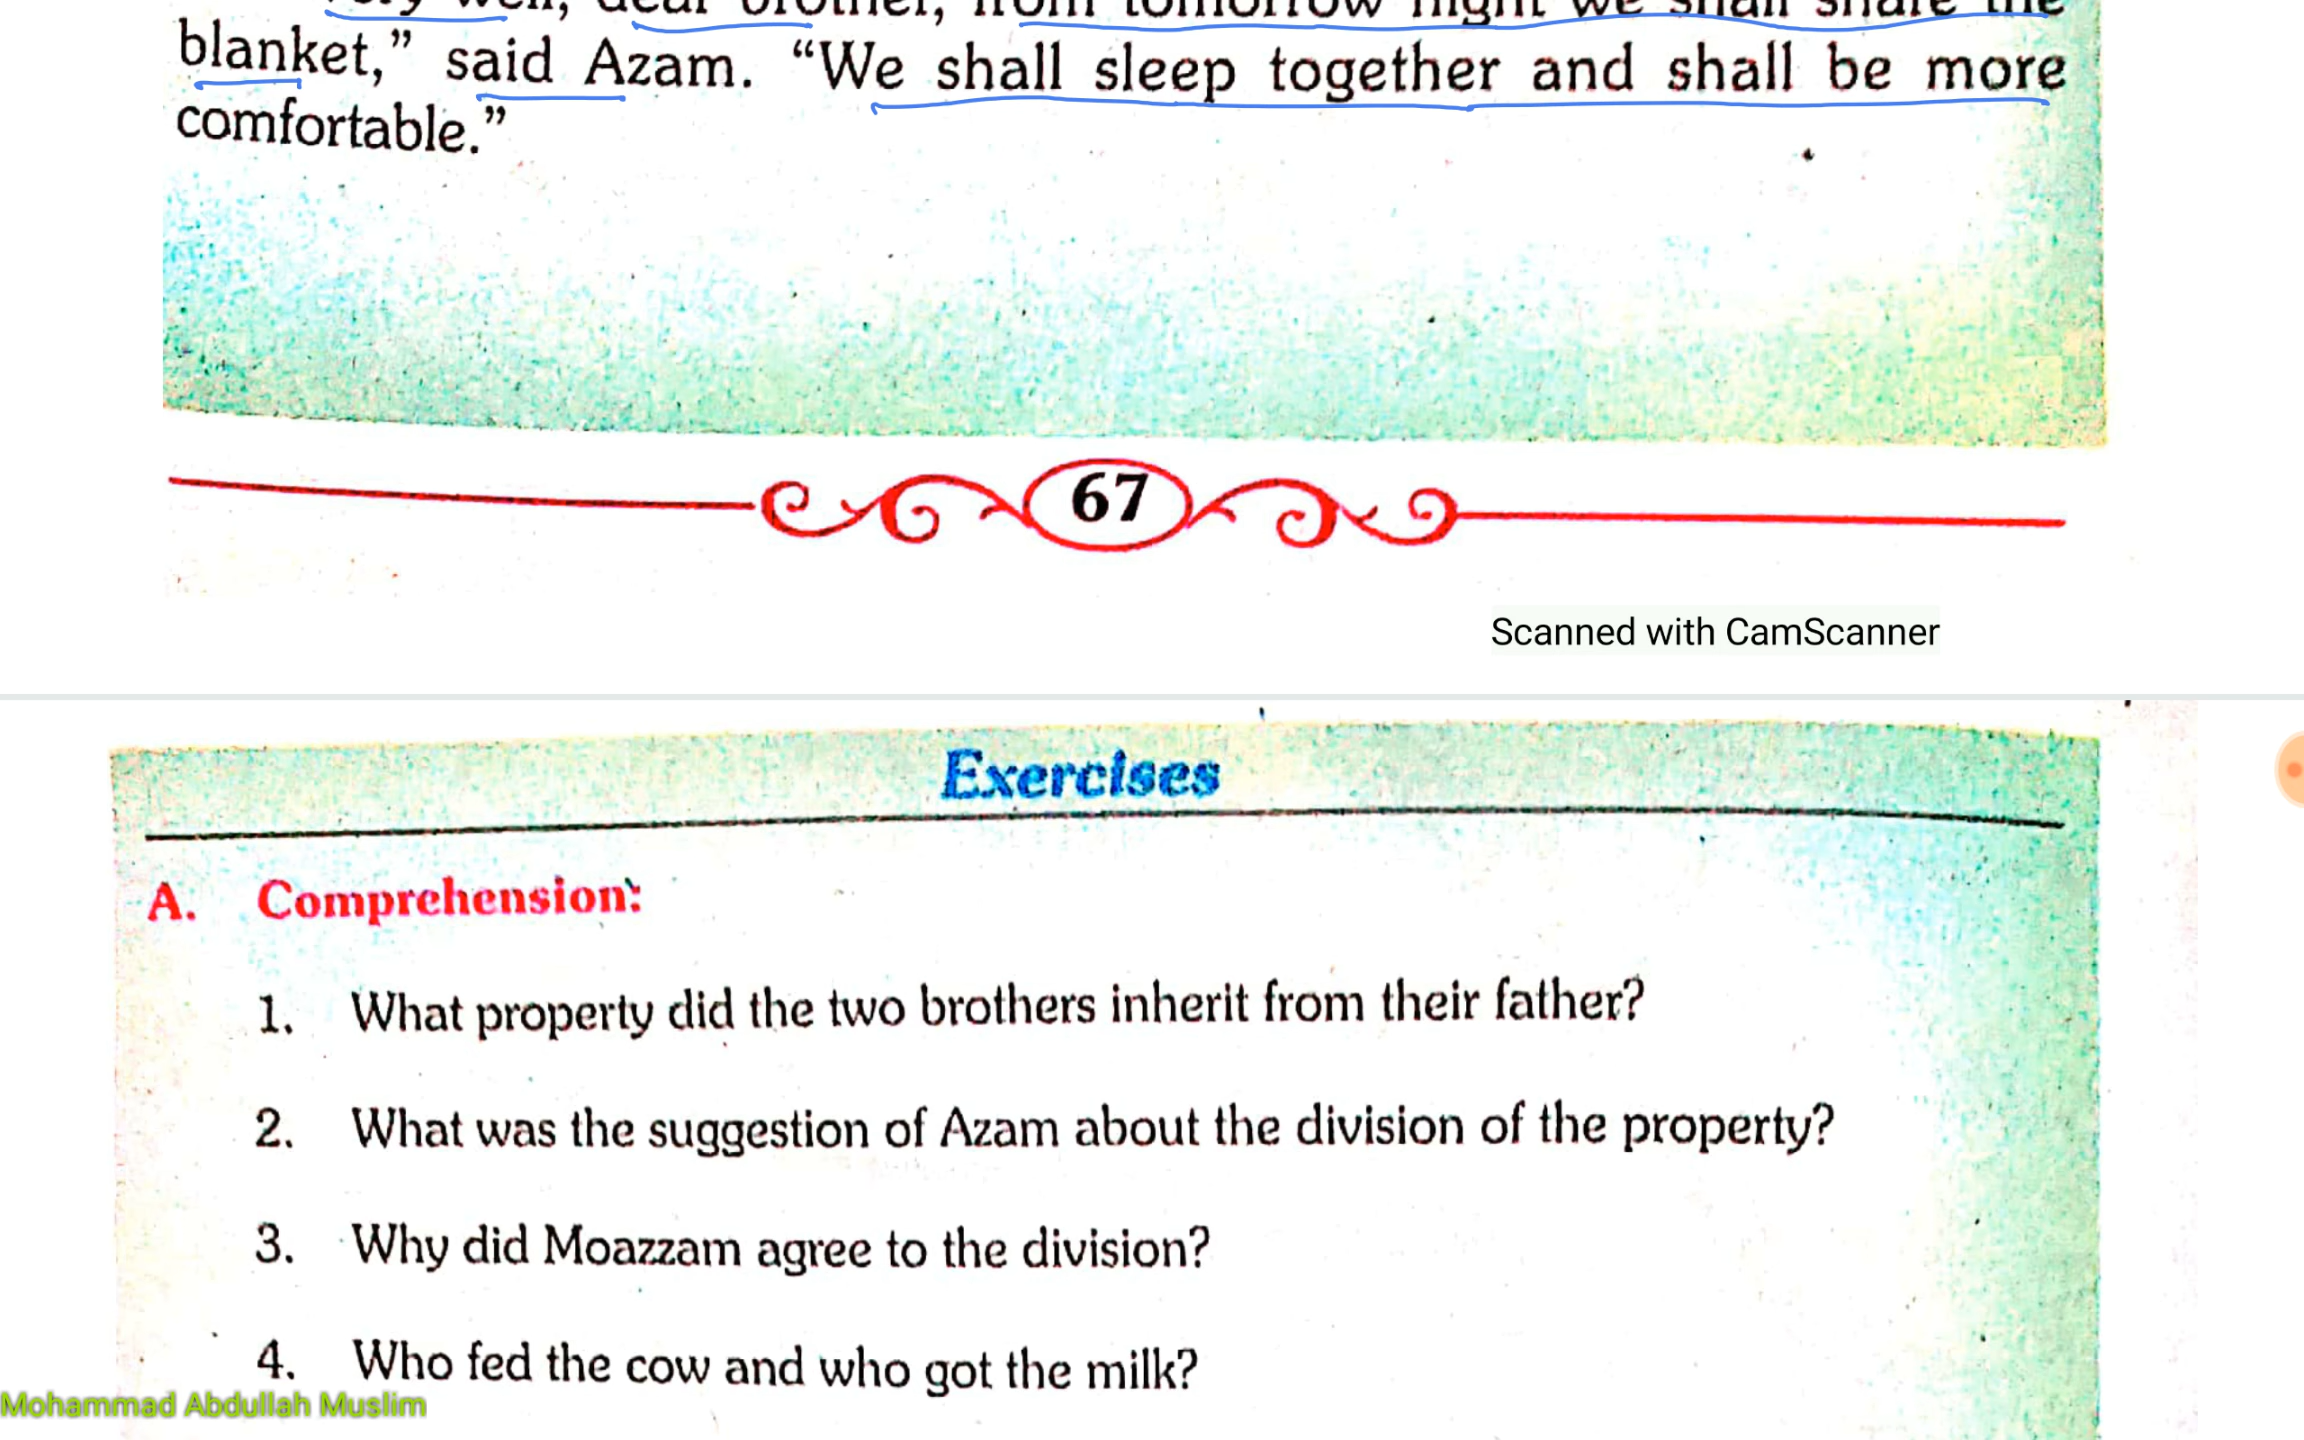 blanket,” said Azam. “We shall sleep together and shall be more
comfortable.”
67
Scanned with CamScanner
Exercises
A. Comprehension:
1. What property did the two brothers inherit from their father?
2. What was the suggestion of Azam about the division of the property?
3. Why did Moazzam agree to the division?
4. Who fed the cow and who got the milk?
Mohammad Abdullah Muslim